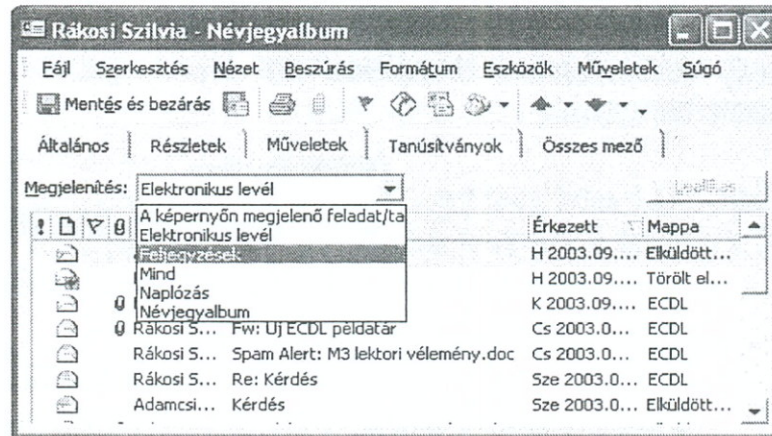 Rákosi Szilvia - Névjegyalbum
Fájl Szerkesztés Nézet Beszúrás Formátum Eszközök Műveletek Súgó
Mentés és bezárás
Általános Részletek Műveletek Tanúsítványok Összes mező
Megjelenítés: Elektronikus levél Leállítás
A képernyőn megjelenő feladat/ta
Érkezett Mappa
Elektronikus levél
Feljegyzések H 2003.09.... Elküldött...
Mind H 2003.09.... Törölt el...
Naplózás K 2003.09.... ECDL
Névjegyalbum
Rákosi S... Fw: Új ECDL példatár Cs 2003.0... ECDL
Rákosi S... Spam Alert: M3 lektori vélemény.doc Cs 2003.0... ECDL
Rákosi S... Re: Kérdés Sze 2003.0... ECDL
Adamcsi... Kérdés Sze 2003.0... Elküldött...